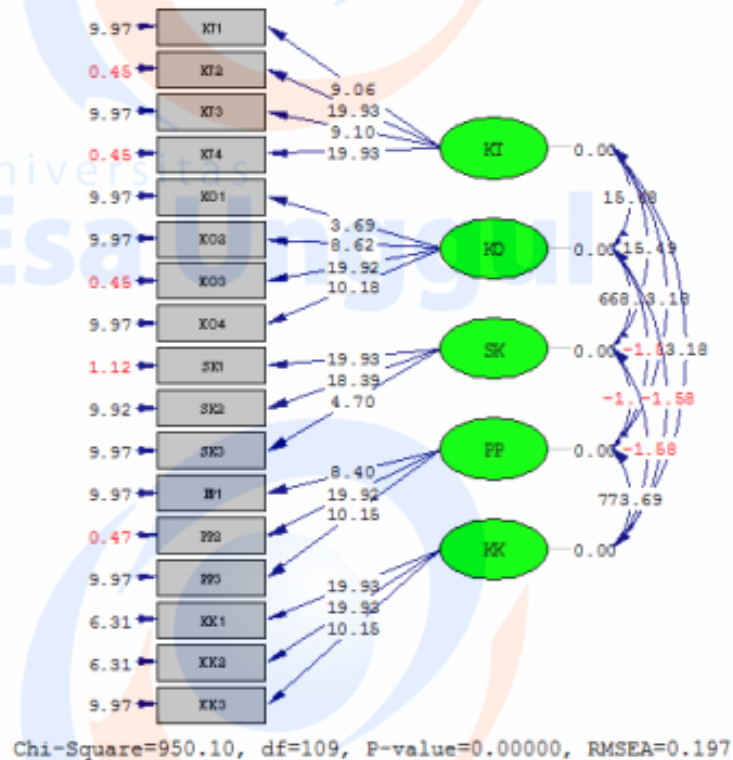 9.97 KT1
0.45 KT2
9.97 KT3
0.45 KT4
9.97 KO1
9.97 KO2
0.45 KO3
9.97 KO4
1.12 SK1
9.92 SK2
9.97 SK3
9.97 PP1
0.47 PP2
9.97 PP3
6.31 KK1
6.31 KK2
9.97 KK3
9.06
19.93
9.10
19.93
3.69
8.62
19.92
10.18
19.93
18.39
4.70
8.40
19.92
10.15
19.93
19.93
10.15
KT 0.00
KO 0.00
SK 0.00
PP 0.00
KK 0.00
15.49
3.18
-1.58
-1.58
773.69
niversitas
Esa Unggul
Chi-Square=950.10, df=109, P-value=0.00000, RMSEA=0.197